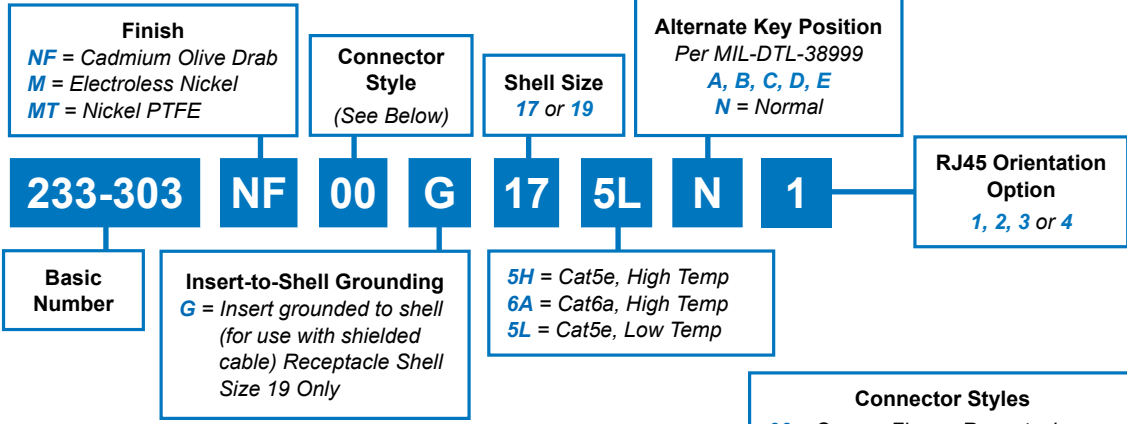 Finish
NF = Cadmium Olive Drab
M = Electroless Nickel
MT = Nickel PTFE
Connector
Style
(See Below)
Shell Size
17 or 19
Alternate Key Position
Per MIL-DTL-38999
A, B, C, D, E
N = Normal
233-303 NF 00 G 17 5L N 1
RJ45 Orientation
Option
1, 2, 3 or 4
Basic
Number
Insert-to-Shell Grounding
G = Insert grounded to shell
(for use with shielded
cable) Receptacle Shell
Size 19 Only
5H = Cat5e, High Temp
6A = Cat6a, High Temp
5L = Cat5e, Low Temp
Connector Styles